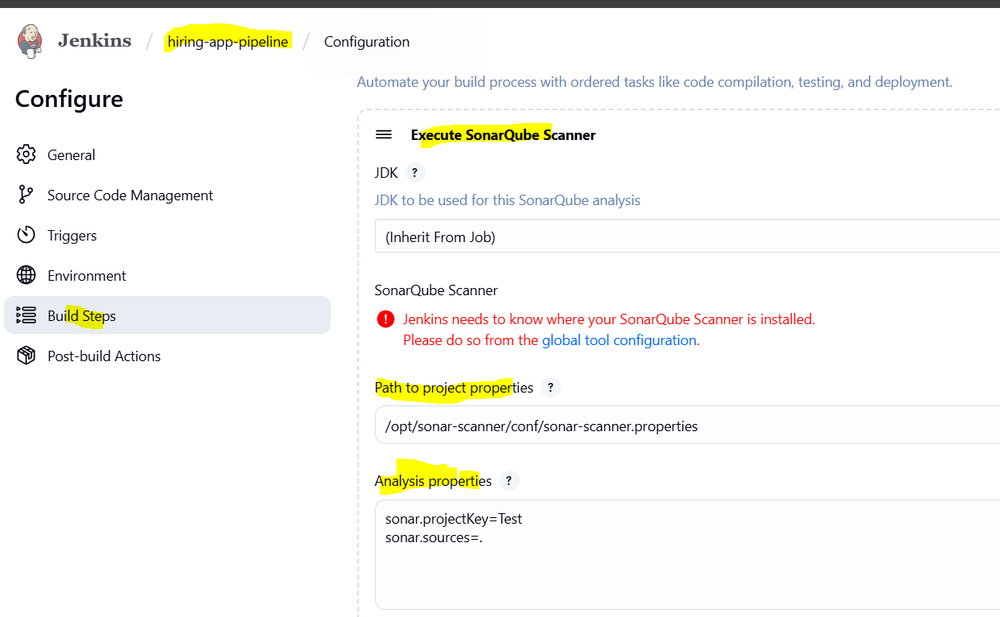 Jenkins / hiring-app-pipeline / Configuration
Configure
General
Source Code Management
Triggers
Environment
Build Steps
Post-build Actions
Automate your build process with ordered tasks like code compilation, testing, and deployment.
Execute SonarQube Scanner
JDK ?
JDK to be used for this SonarQube analysis
(Inherit From Job)
SonarQube Scanner
Jenkins needs to know where your SonarQube Scanner is installed.
Please do so from the global tool configuration.
Path to project properties ?
/opt/sonar-scanner/conf/sonar-scanner.properties
Analysis properties ?
sonar.projectKey=Test
sonar.sources=.